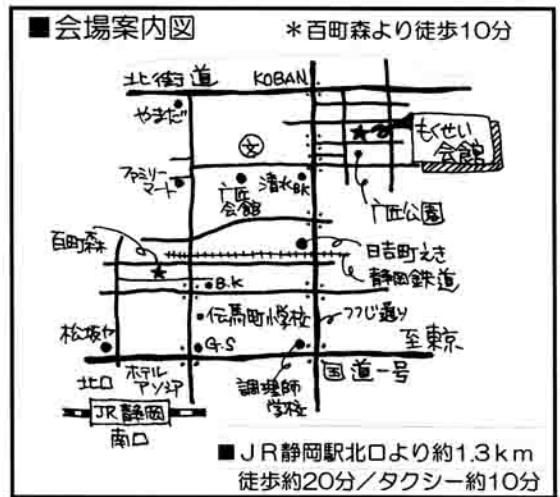 ■会場案内図
＊百町森より徒歩10分
北街道
KOBAN
やまだ
もくせい
会館
ファミリー
マート
文
清水BK
会館
公園
百町森
日吉町えき
静岡鉄道
B.K
伝馬町小学校
つつじ通り
至東京
松坂ヤ
G.S
北口
ホテル
アソシア
調理師
学校
国道一号
JR静岡
南口
■JR静岡駅北口より約1.3km
徒歩約20分／タクシー約10分